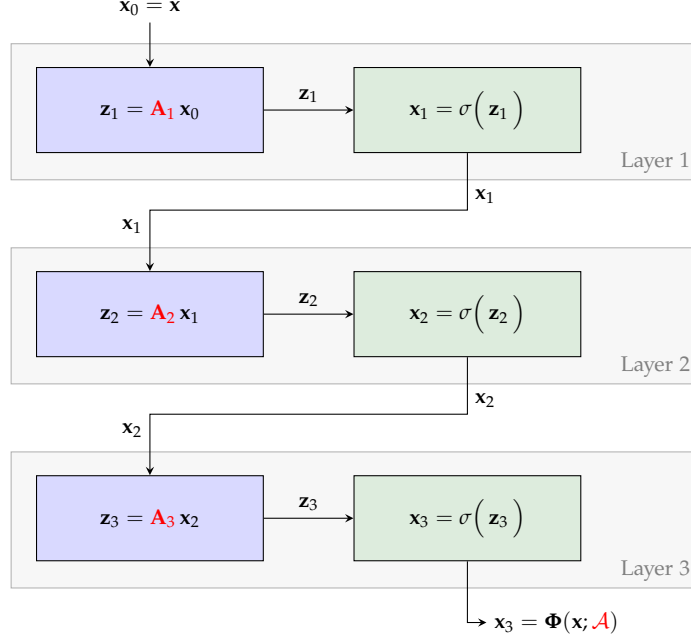 x₀ = x
z₁ = A₁ x₀
z₁
x₁ = σ( z₁ )
Layer 1
x₁
x₁
z₂ = A₂ x₁
z₂
x₂ = σ( z₂ )
Layer 2
x₂
x₂
z₃ = A₃ x₂
z₃
x₃ = σ( z₃ )
Layer 3
x₃ = Φ(x; 𝒜)